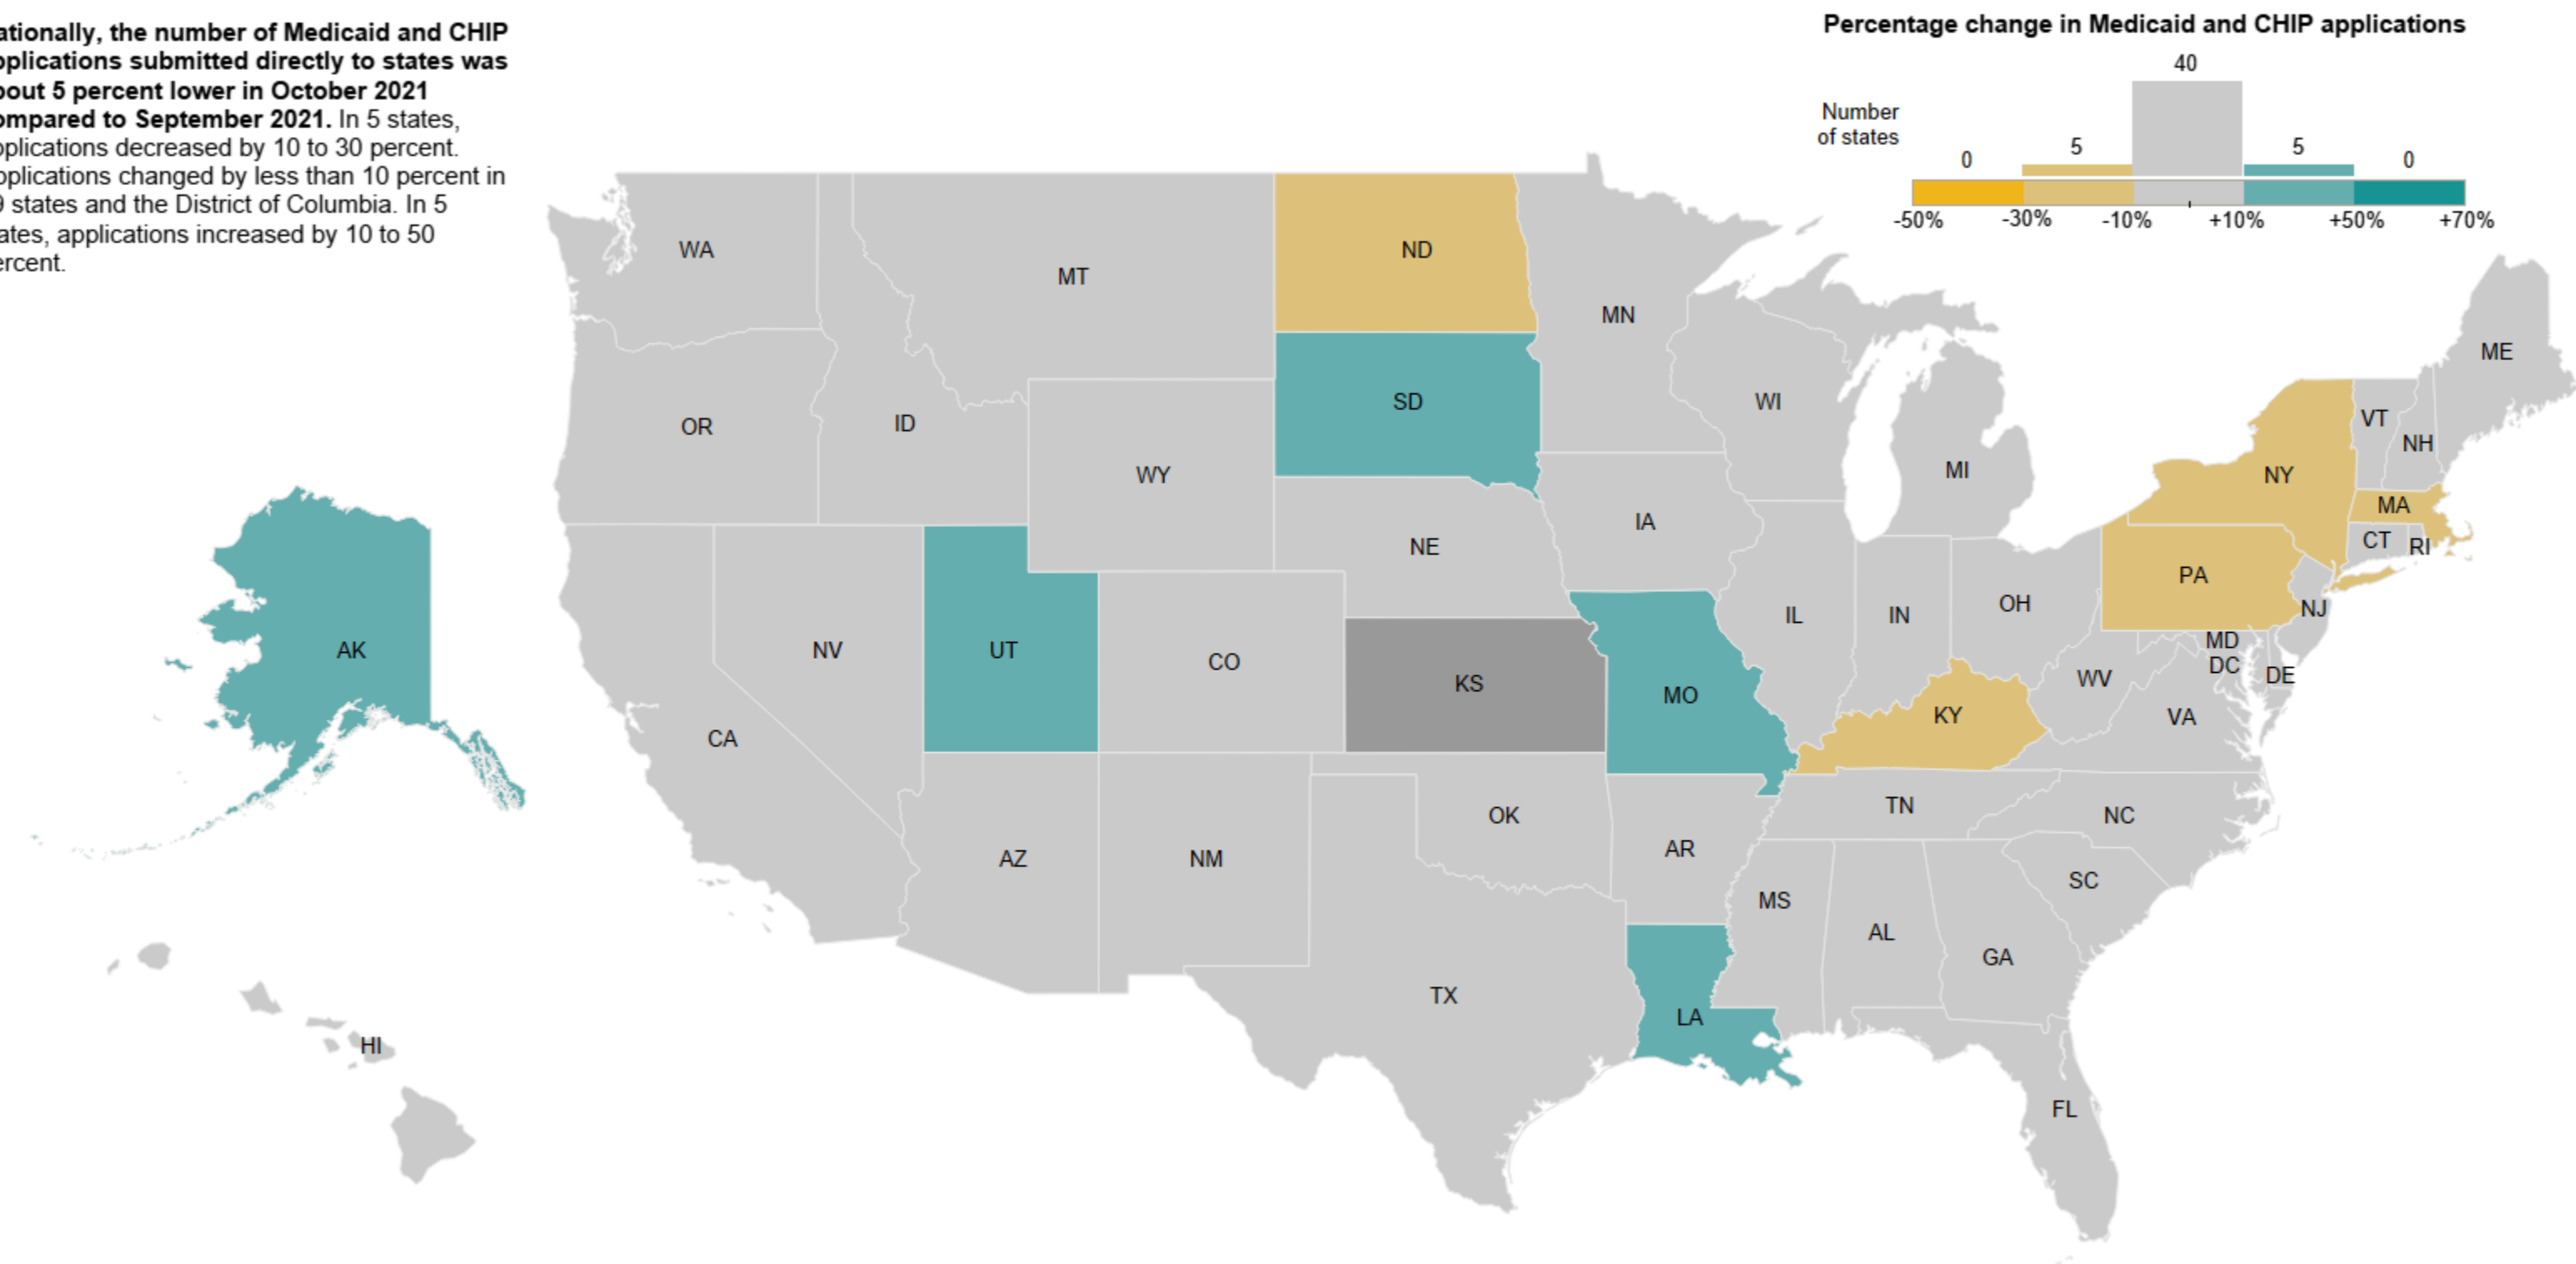 ationally, the number of Medicaid and CHIP
pplications submitted directly to states was
bout 5 percent lower in October 2021
ompared to September 2021. In 5 states,
pplications decreased by 10 to 30 percent.
pplications changed by less than 10 percent in
9 states and the District of Columbia. In 5
ates, applications increased by 10 to 50
ercent.
Percentage change in Medicaid and CHIP applications
40
Number
of states
0 5 5 0
-50% -30% -10% +10% +50% +70%
WA
MT
ND
MN
ME
OR
ID
SD
WI
VT
NH
WY
MI
NY
MA
IA
NE
CT
RI
PA
OH
NJ
IL
IN
MD
DC
DE
AK
NV
UT
CO
KS
MO
WV
KY
VA
CA
TN
OK
NC
AR
AZ
NM
SC
MS
AL
GA
TX
LA
HI
FL